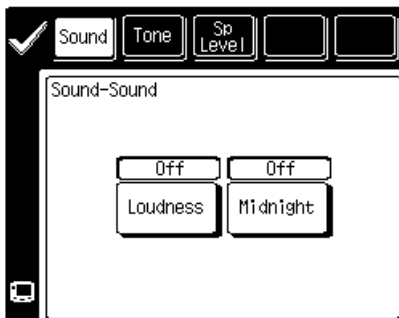 Sound
Tone
Sp
Level
Sound-Sound
Off
Off
Loudness
Midnight